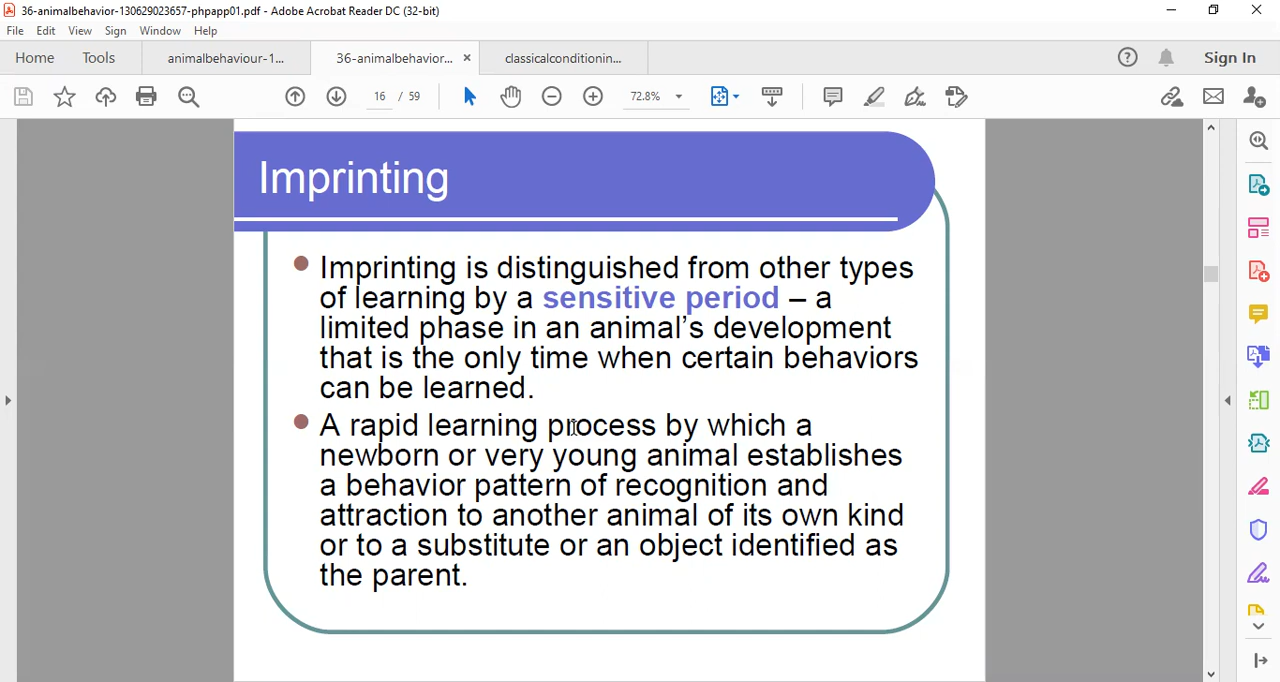 36-animalbehavior-130629023657-phpapp01.pdf - Adobe Acrobat Reader DC (32-bit)
File Edit View Sign Window Help
Home Tools animalbehaviour-1... 36-animalbehavior... classicalconditionin... Sign In
16 / 59 72.8%
Imprinting
Imprinting is distinguished from other types
of learning by a sensitive period – a
limited phase in an animal’s development
that is the only time when certain behaviors
can be learned.
A rapid learning process by which a
newborn or very young animal establishes
a behavior pattern of recognition and
attraction to another animal of its own kind
or to a substitute or an object identified as
the parent.